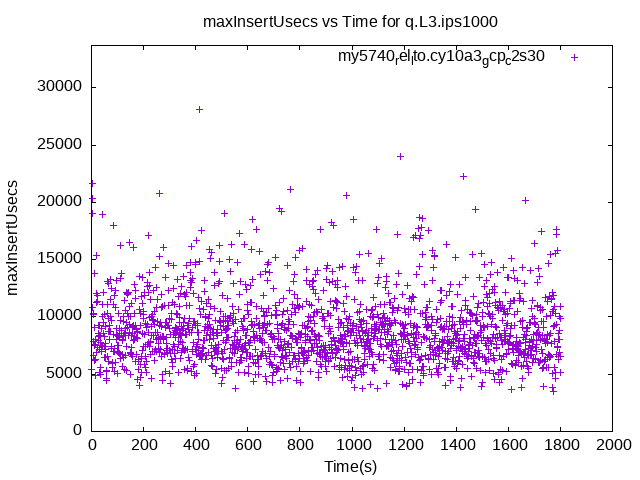 maxInsertUsecs vs Time for q.L3.ips1000
my5740rellto.cy10a3gcpc2s30
30000
25000
20000
15000
10000
5000
0
maxInsertUsecs
0 200 400 600 800 1000 1200 1400 1600 1800 2000
Time(s)